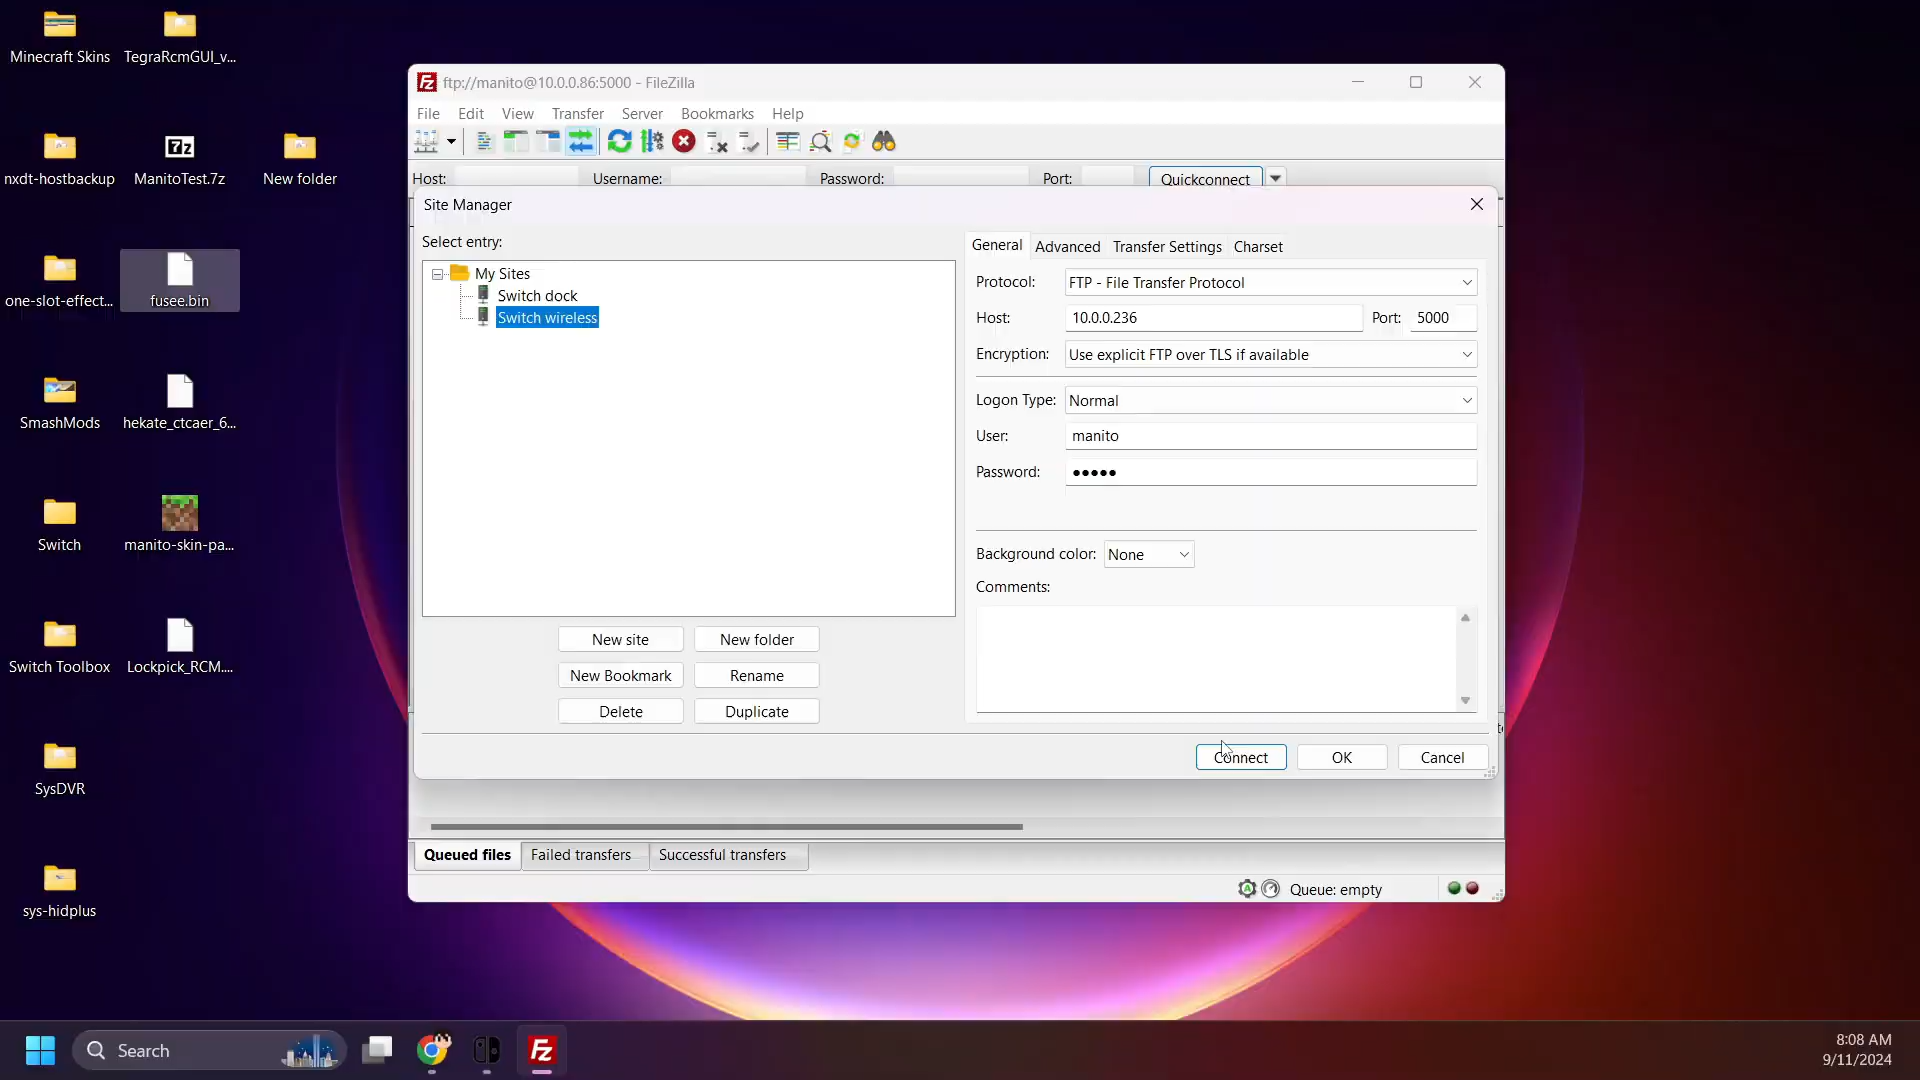 Minecraft Skins
TegraRcmGUI_v...
nxdt-hostbackup
ManitoTest.7z
New folder
one-slot-effect...
fusee.bin
SmashMods
hekate_ctcaer_6...
Switch
manito-skin-pa...
Switch Toolbox
Lockpick_RCM....
SysDVR
sys-hidplus
ftp://manito@10.0.0.86:5000 - FileZilla
File Edit View Transfer Server Bookmarks Help
Host: Username: Password: Port: Quickconnect
Site Manager
Select entry:
My Sites
Switch dock
Switch wireless
New site New folder
New Bookmark Rename
Delete Duplicate
General Advanced Transfer Settings Charset
Protocol: FTP - File Transfer Protocol
Host: 10.0.0.236 Port: 5000
Encryption: Use explicit FTP over TLS if available
Logon Type: Normal
User: manito
Password: •••••
Background color: None
Comments:
Connect OK Cancel
Queued files Failed transfers Successful transfers
Queue: empty
Search
8:08 AM
9/11/2024